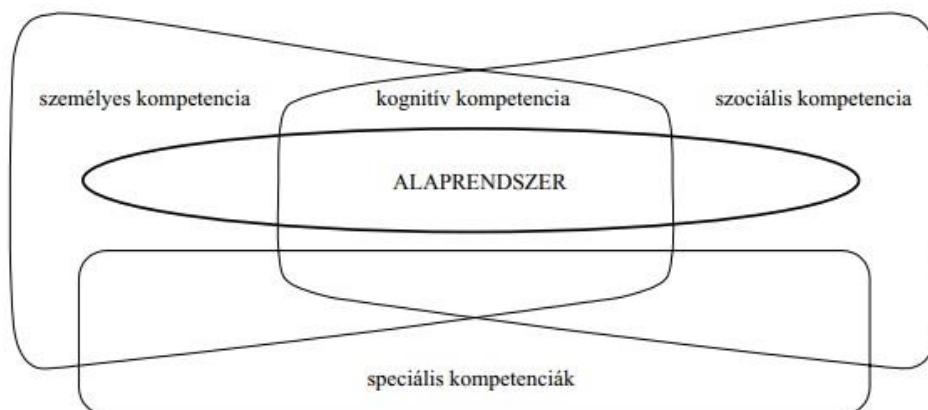 személyes kompetencia
kognitív kompetencia
szociális kompetencia
ALAPRENDSZER
speciális kompetenciák